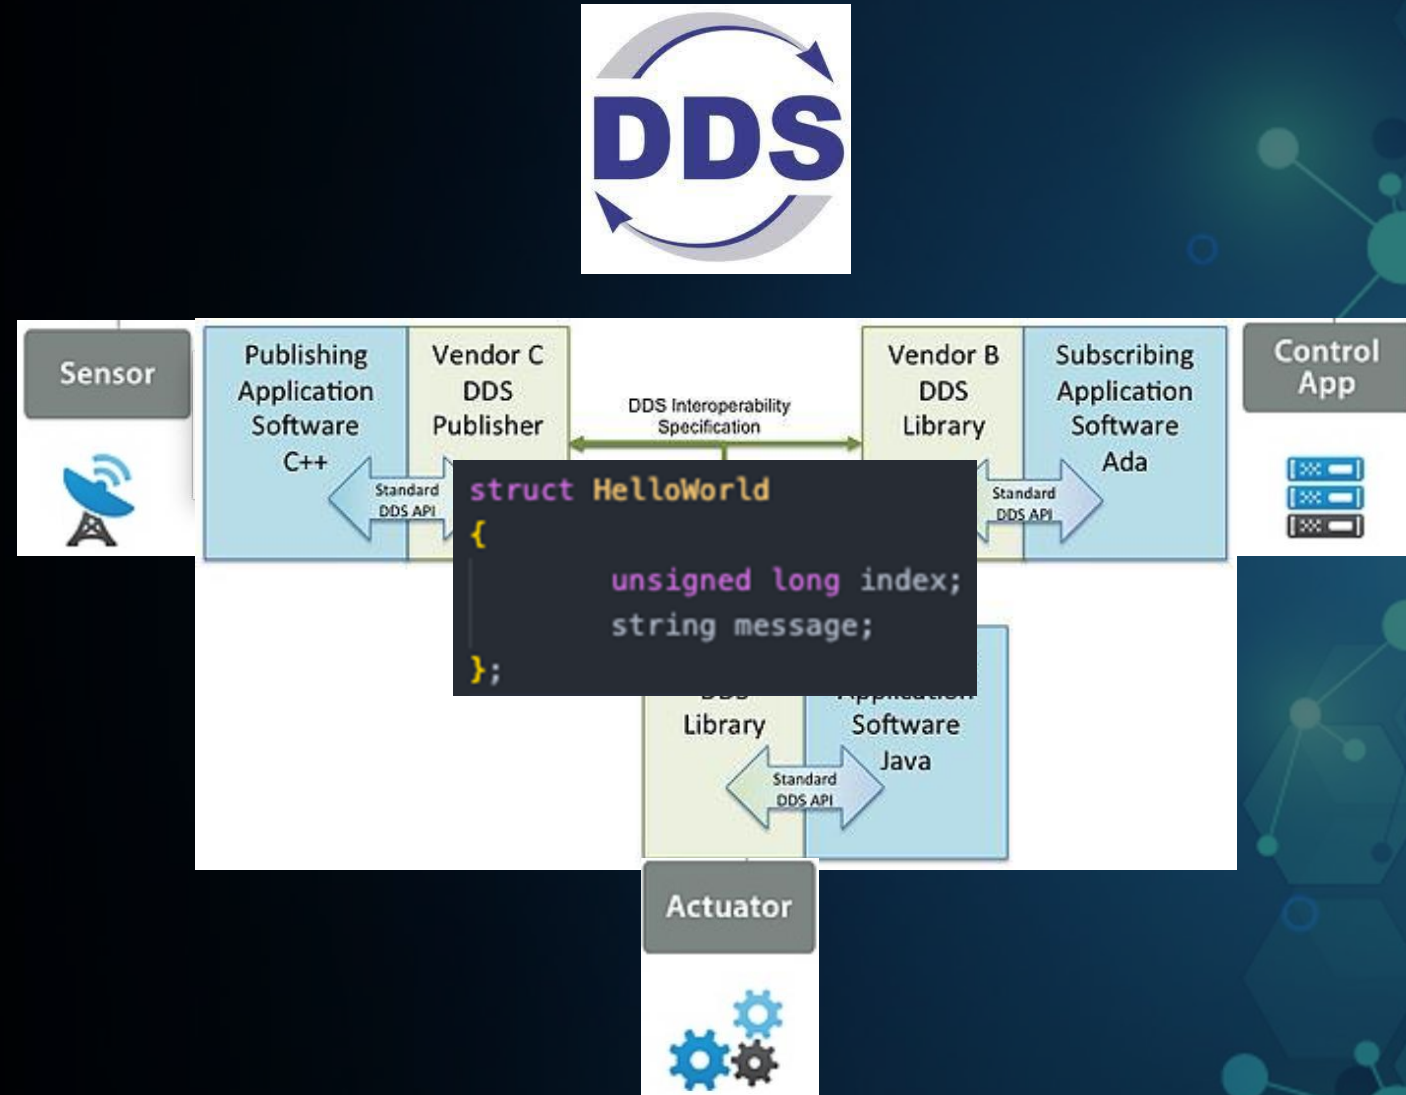 DDS
Sensor
Publishing
Application
Software
C++
Vendor C
DDS
Publisher
Standard
DDS API
DDS Interoperability
Specification
Vendor B
DDS
Library
Subscribing
Application
Software
Ada
Standard
DDS API
Control
App
struct HelloWorld
{
unsigned long index;
string message;
};
DDS
Library
Application
Software
Java
Standard
DDS API
Actuator